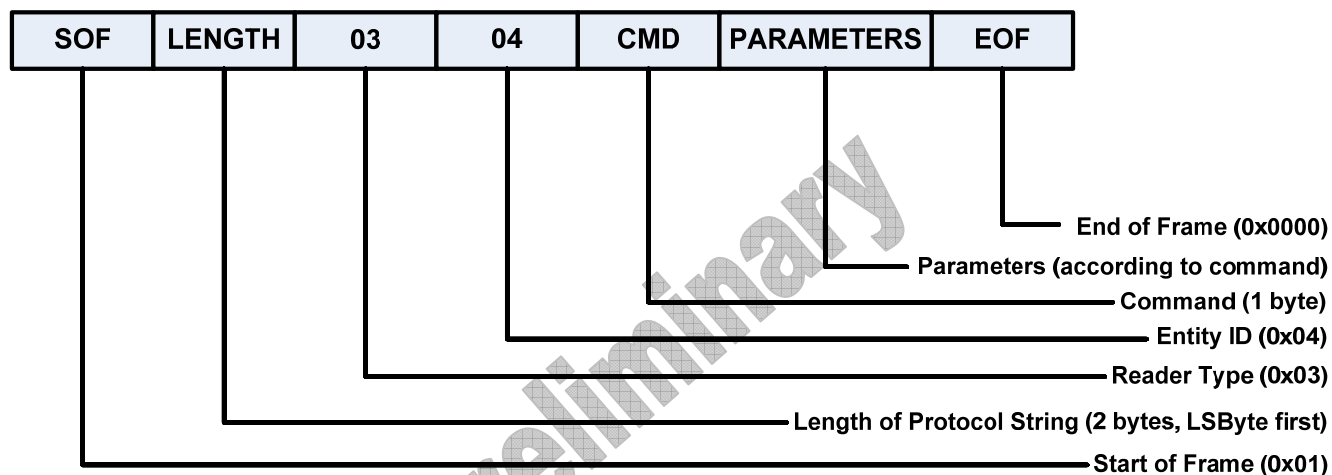 SOF LENGTH 03 04 CMD PARAMETERS EOF
End of Frame (0x0000)
Parameters (according to command)
Command (1 byte)
Entity ID (0x04)
Reader Type (0x03)
Length of Protocol String (2 bytes, LSByte first)
Start of Frame (0x01)
Preliminary